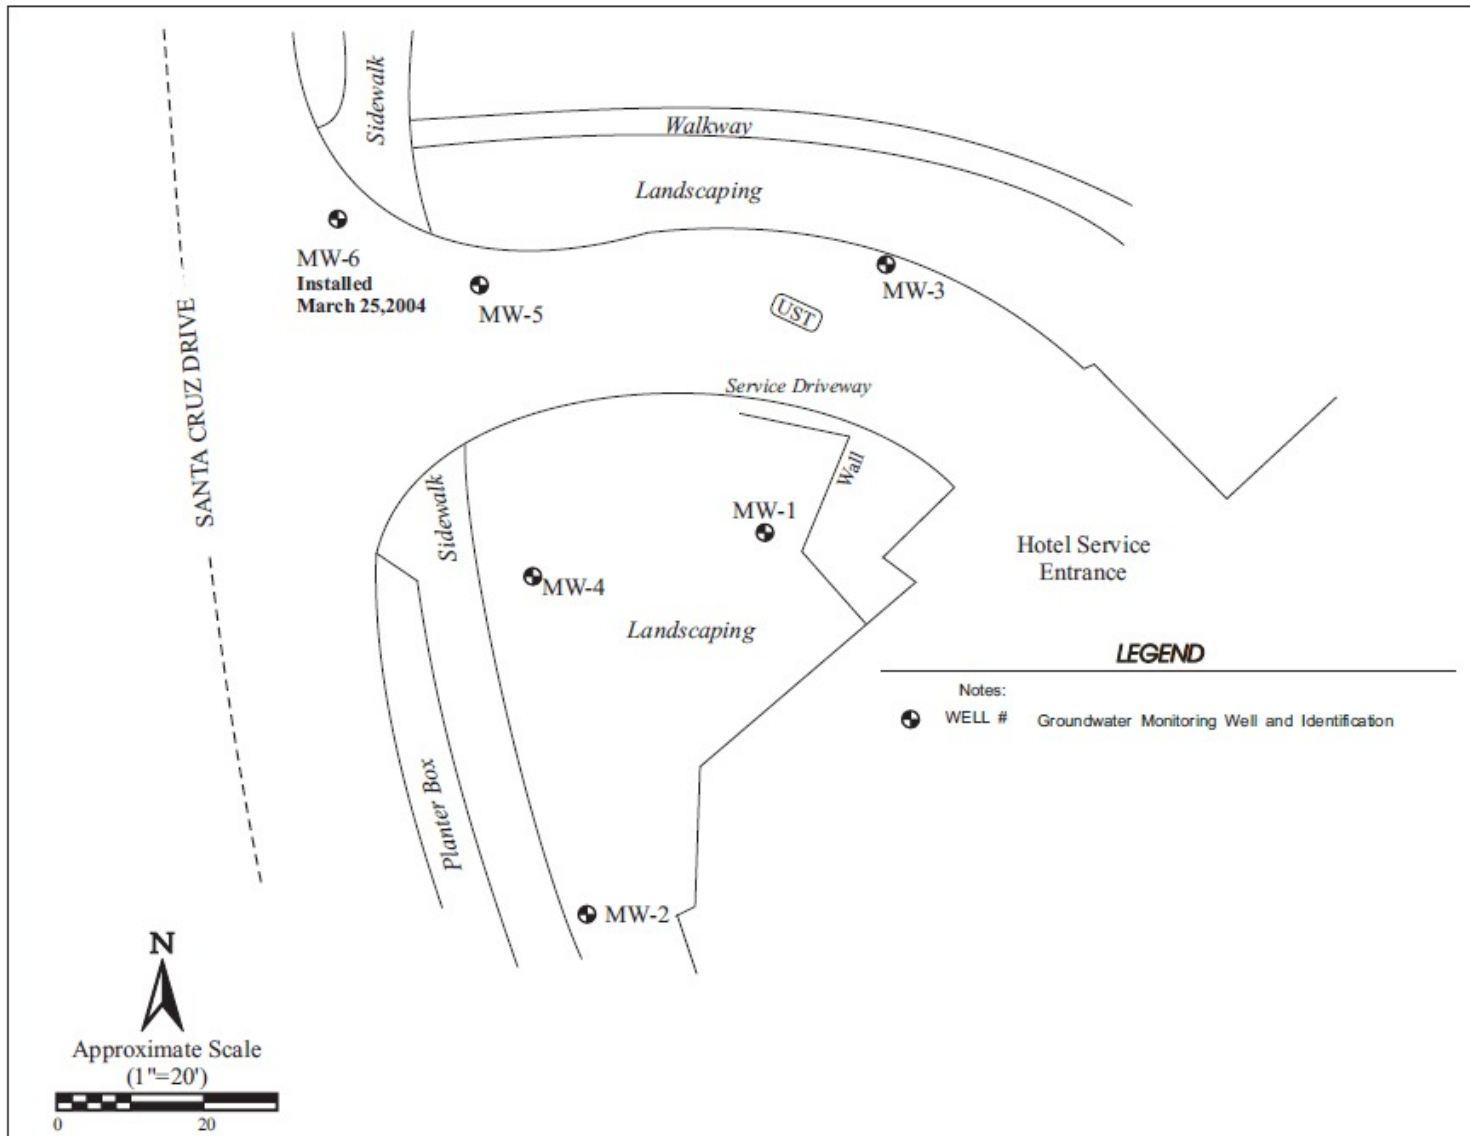 Sidewalk
Walkway
Landscaping
MW-6
Installed
March 25,2004
MW-5
MW-3
UST
SANTA CRUZ DRIVE
Service Driveway
Wall
Sidewalk
MW-1
MW-4
Hotel Service
Entrance
Landscaping
LEGEND
Notes:
WELL # Groundwater Monitoring Well and Identification
Planter Box
MW-2
N
Approximate Scale
(1"=20')
0 20